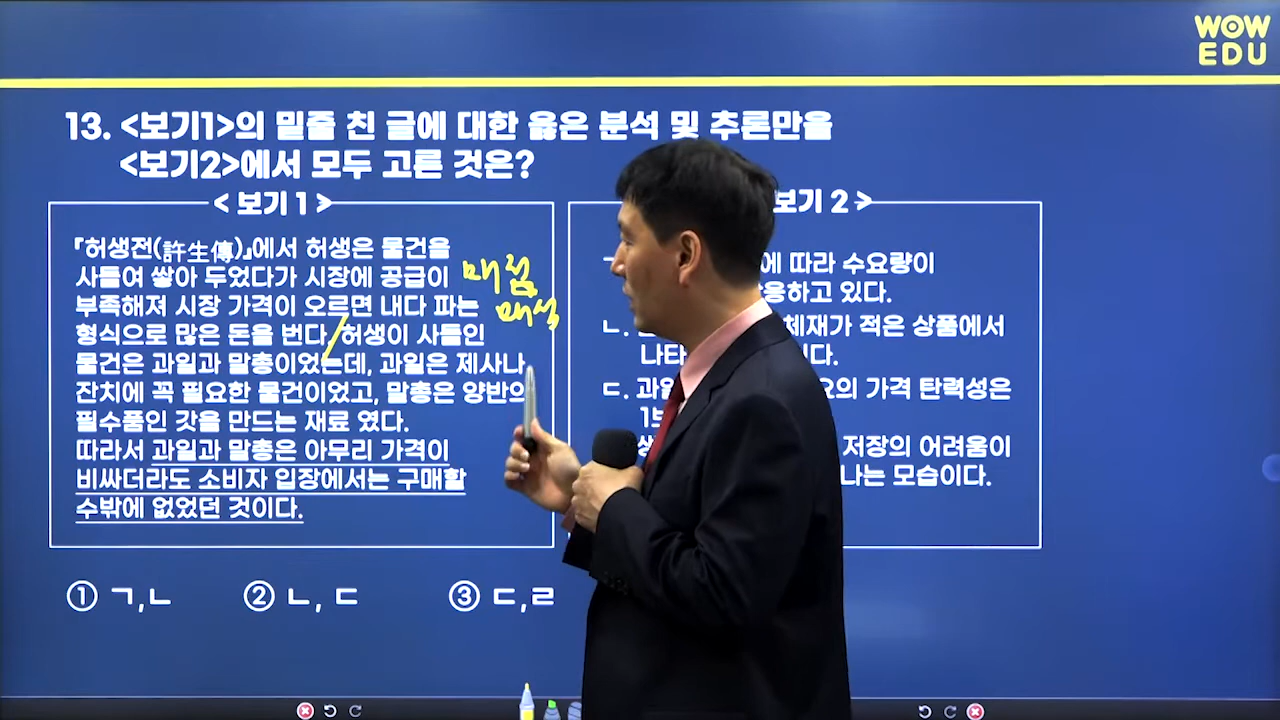 WOW
EDU
13. <보기1>의 밑줄 친 글에 대한 옳은 분석 및 추론만을
<보기2>에서 모두 고른 것은?
< 보기 1 >
『허생전(許生傳)』에서 허생은 물건을
사들여 쌓아 두었다가 시장에 공급이
부족해져 시장 가격이 오르면 내다 파는
형식으로 많은 돈을 번다. 허생이 사들인
물건은 과일과 말총이었는데, 과일은 제사나
잔치에 꼭 필요한 물건이었고, 말총은 양반의
필수품인 갓을 만드는 재료 였다.
따라서 과일과 말총은 아무리 가격이
비싸더라도 소비자 입장에서는 구매할
수밖에 없었던 것이다.
매점
매석
보기 2 >
에 따라 수요량이
하고 있다.
ㄴ. 체재가 적은 상품에서
나타 이다.
ㄷ. 과일 요의 가격 탄력성은
저장의 어려움이
나는 모습이다.
① ㄱ,ㄴ ② ㄴ, ㄷ ③ ㄷ,ㄹ